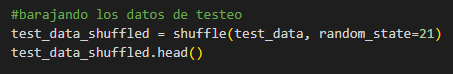 #barajando los datos de testeo
test_data_shuffled = shuffle(test_data, random_state=21)
test_data_shuffled.head()